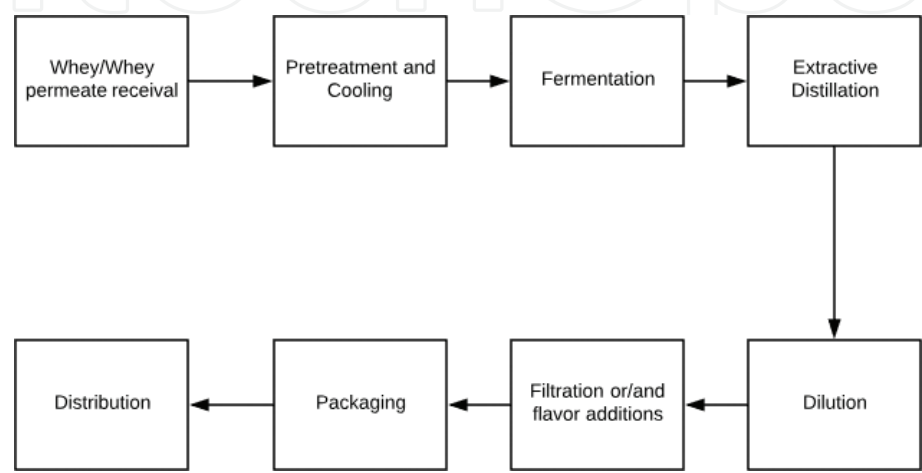 Whey/Whey
permeate receival
Pretreatment and
Cooling
Fermentation
Extractive
Distillation
Distribution
Packaging
Filtration or/and
flavor additions
Dilution